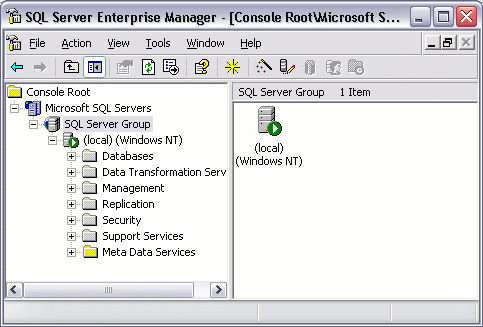 SQL Server Enterprise Manager - [Console Root\Microsoft S...
File Action View Tools Window Help
Console Root
Microsoft SQL Servers
SQL Server Group
(local) (Windows NT)
Databases
Data Transformation Serv
Management
Replication
Security
Support Services
Meta Data Services
SQL Server Group 1 Item
(local)
(Windows NT)